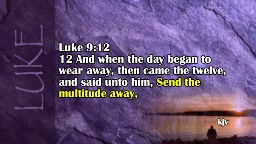 LUKE
Luke 9:12
12 And when the day began to
wear away, then came the twelve,
and said unto him, Send the
multitude away,
kjv